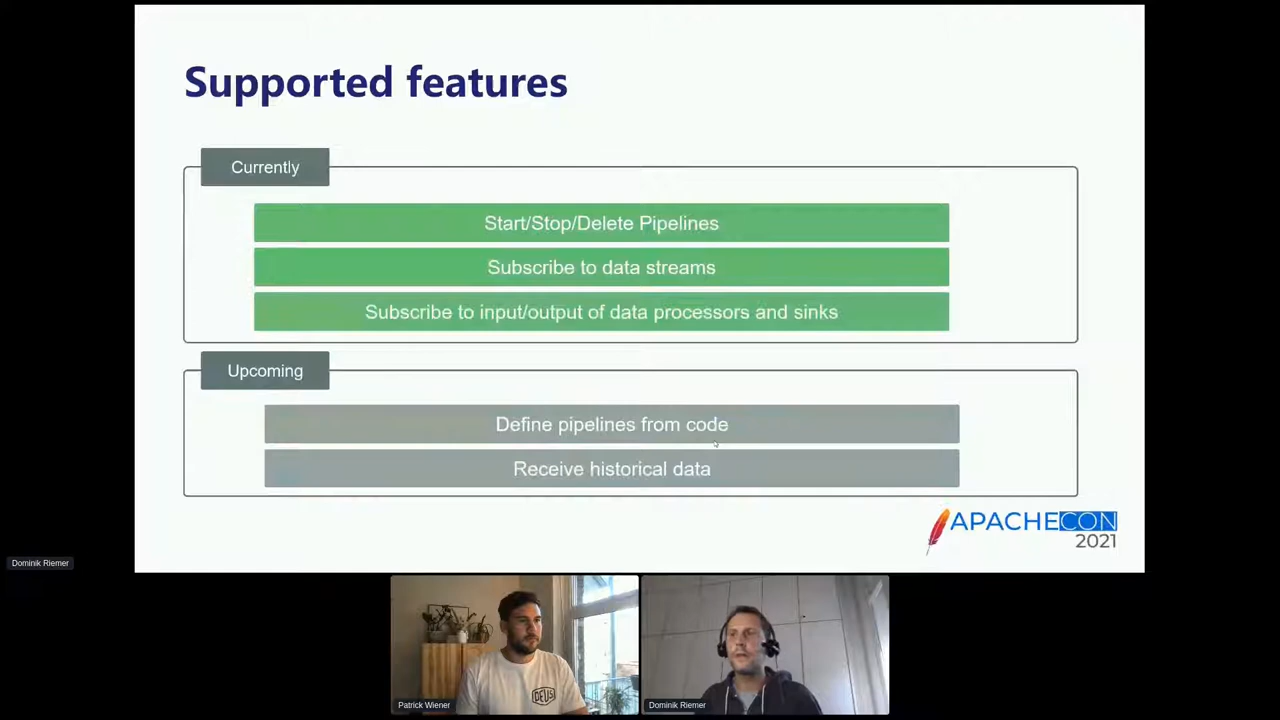 Supported features
Currently
Start/Stop/Delete Pipelines
Subscribe to data streams
Subscribe to input/output of data processors and sinks
Upcoming
Define pipelines from code
Receive historical data
APACHECON
2021
Dominik Riemer
DEUS
Patrick Wiener
Dominik Riemer